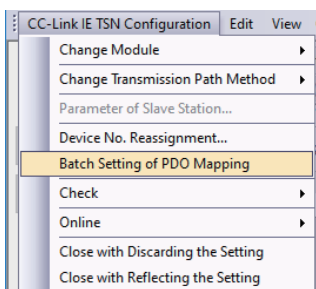 CC-Link IE TSN Configuration Edit View
Change Module
Change Transmission Path Method
Parameter of Slave Station...
Device No. Reassignment...
Batch Setting of PDO Mapping
Check
Online
Close with Discarding the Setting
Close with Reflecting the Setting